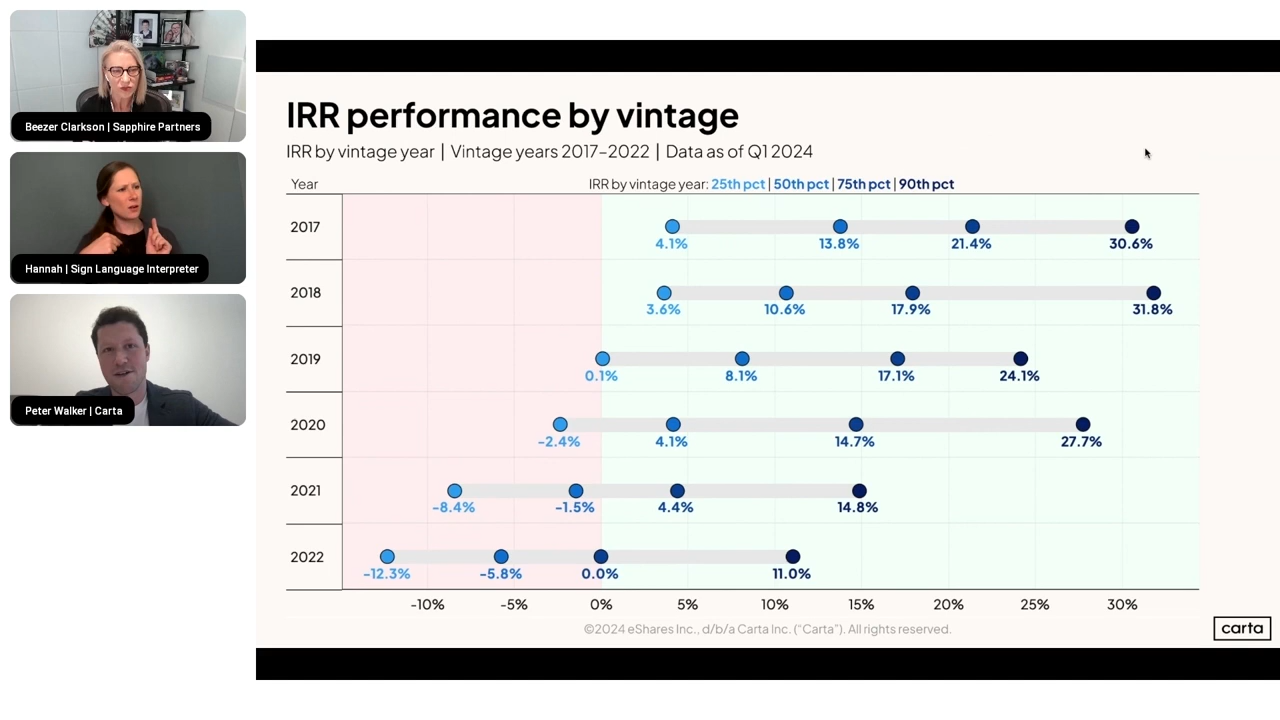 Beezer Clarkson | Sapphire Partners
Hannah | Sign Language Interpreter
Peter Walker | Carta
IRR performance by vintage
IRR by vintage year | Vintage years 2017–2022 | Data as of Q1 2024
Year
IRR by vintage year: 25th pct | 50th pct | 75th pct | 90th pct
2017
4.1% 13.8% 21.4% 30.6%
2018
3.6% 10.6% 17.9% 31.8%
2019
0.1% 8.1% 17.1% 24.1%
2020
-2.4% 4.1% 14.7% 27.7%
2021
-8.4% -1.5% 4.4% 14.8%
2022
-12.3% -5.8% 0.0% 11.0%
-10% -5% 0% 5% 10% 15% 20% 25% 30%
©2024 eShares Inc., d/b/a Carta Inc. (“Carta”). All rights reserved.
carta